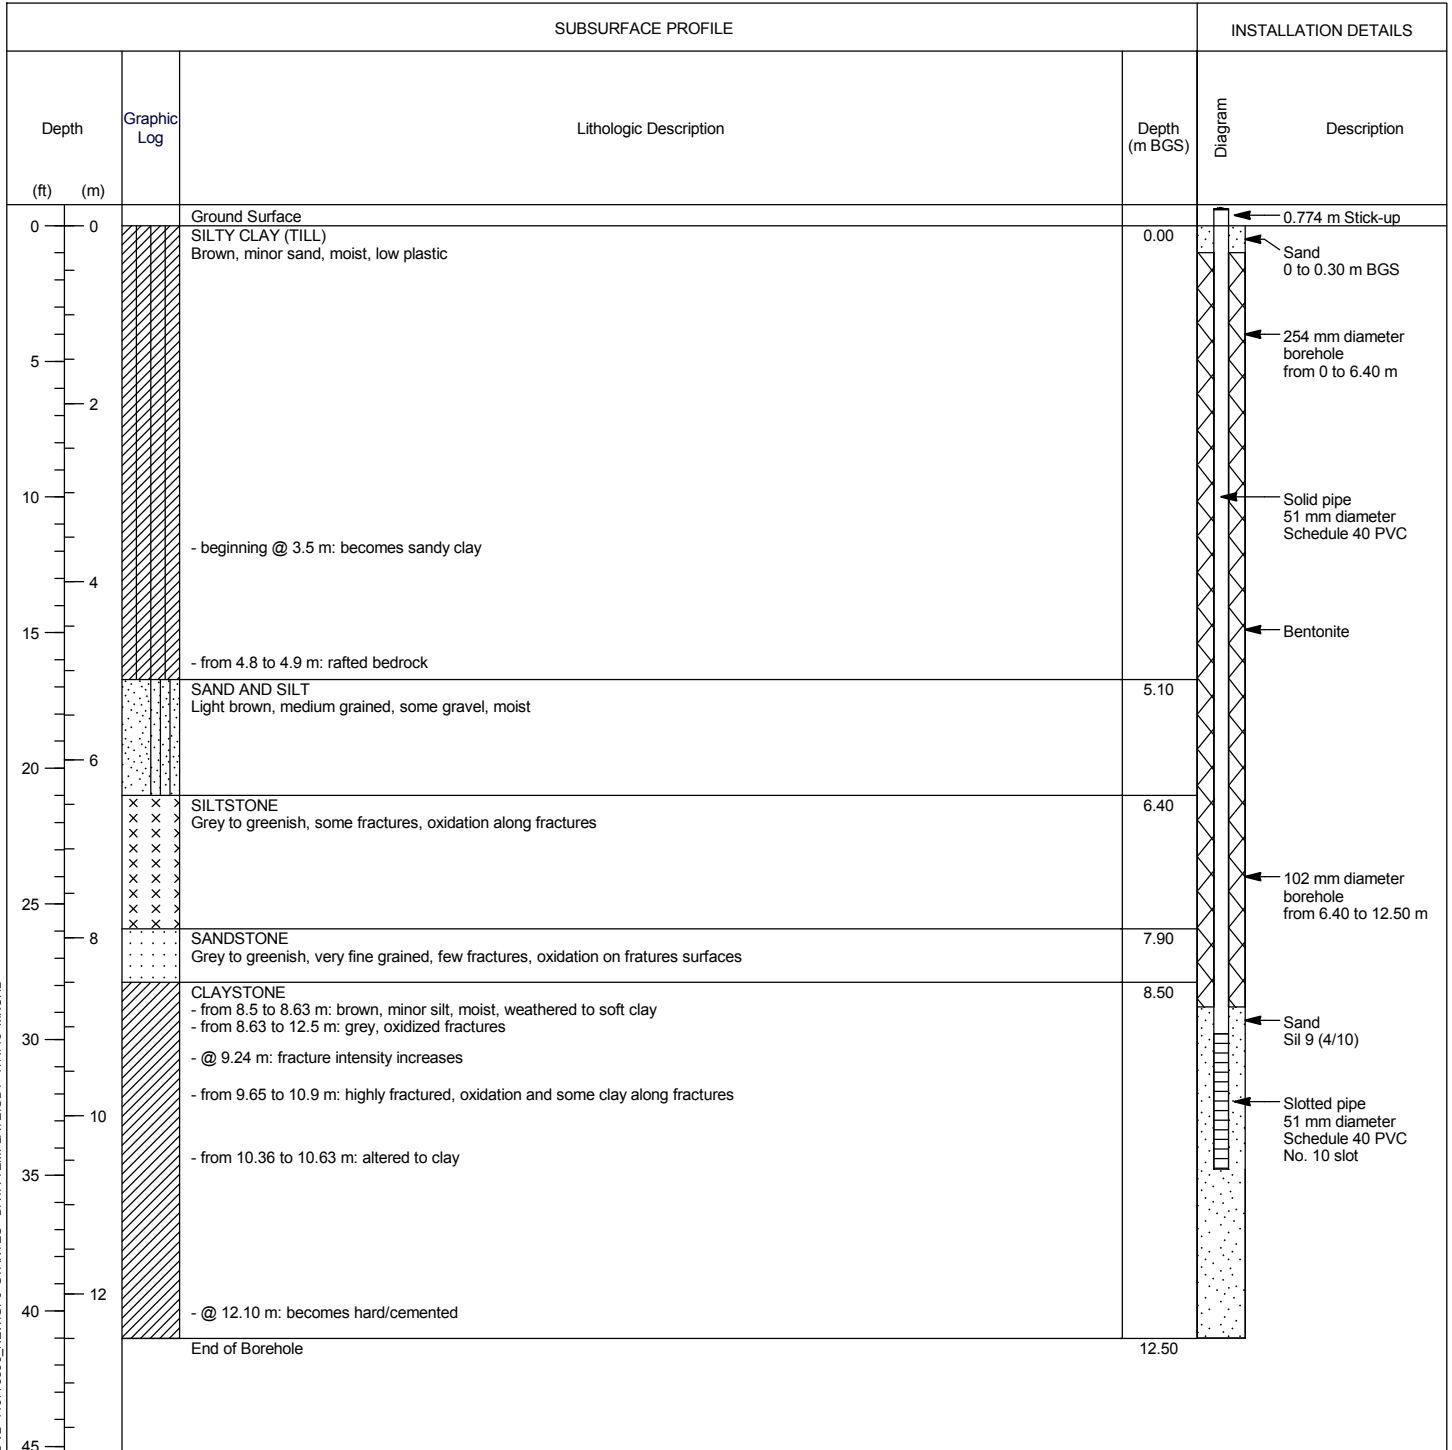 SUBSURFACE PROFILE
INSTALLATION DETAILS
Depth
(ft) (m)
Graphic
Log
Lithologic Description
Depth
(m BGS)
Diagram
Description
Ground Surface
0.774 m Stick-up
0 0
SILTY CLAY (TILL)
0.00
Brown, minor sand, moist, low plastic
Sand
0 to 0.30 m BGS
254 mm diameter
borehole
from 0 to 6.40 m
5
2
10
Solid pipe
51 mm diameter
Schedule 40 PVC
- beginning @ 3.5 m: becomes sandy clay
4
15
Bentonite
- from 4.8 to 4.9 m: rafted bedrock
SAND AND SILT
5.10
Light brown, medium grained, some gravel, moist
6
20
SILTSTONE
6.40
Grey to greenish, some fractures, oxidation along fractures
102 mm diameter
borehole
from 6.40 to 12.50 m
25
8
SANDSTONE
7.90
Grey to greenish, very fine grained, few fractures, oxidation on fratures surfaces
CLAYSTONE
8.50
- from 8.5 to 8.63 m: brown, minor silt, moist, weathered to soft clay
- from 8.63 to 12.5 m: grey, oxidized fractures
Sand
Sil 9 (4/10)
30
- @ 9.24 m: fracture intensity increases
- from 9.65 to 10.9 m: highly fractured, oxidation and some clay along fractures
10
Slotted pipe
51 mm diameter
Schedule 40 PVC
No. 10 slot
- from 10.36 to 10.63 m: altered to clay
35
12
40
- @ 12.10 m: becomes hard/cemented
End of Borehole
12.50
45